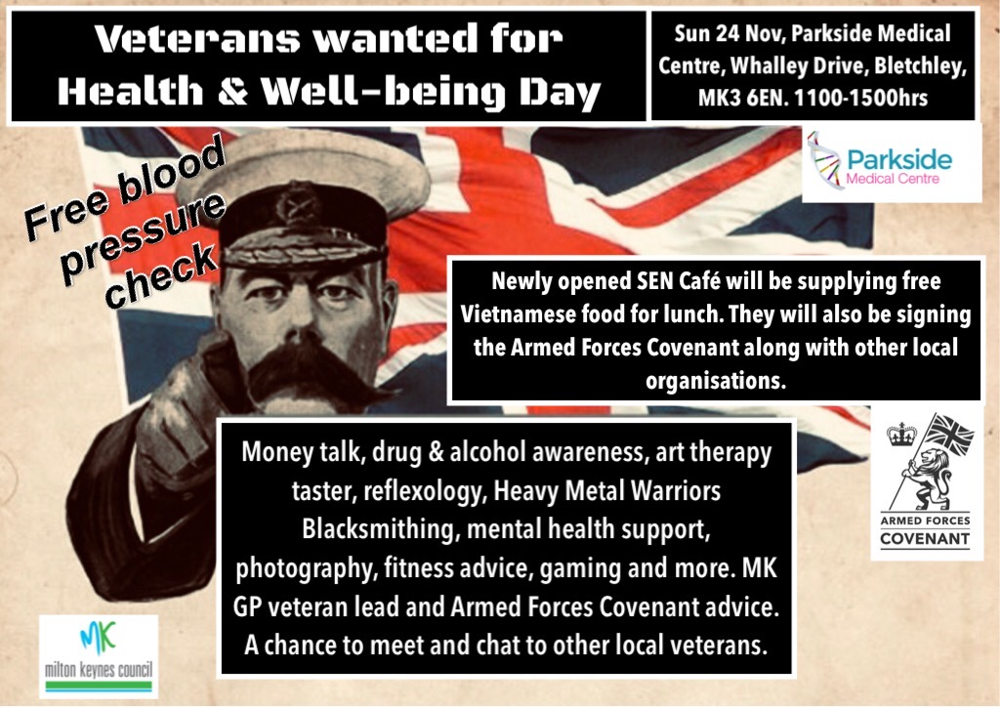 Veterans wanted for
Health & Well-being Day
Sun 24 Nov, Parkside Medical
Centre, Whalley Drive, Bletchley,
MK3 6EN. 1100-1500hrs
Parkside
Medical Centre
Free blood
pressure
check
Newly opened SEN Café will be supplying free
Vietnamese food for lunch. They will also be signing
the Armed Forces Covenant along with other local
organisations.
Money talk, drug & alcohol awareness, art therapy
taster, reflexology, Heavy Metal Warriors
Blacksmithing, mental health support,
photography, fitness advice, gaming and more. MK
GP veteran lead and Armed Forces Covenant advice.
A chance to meet and chat to other local veterans.
ARMED FORCES
COVENANT
MK
milton keynes council